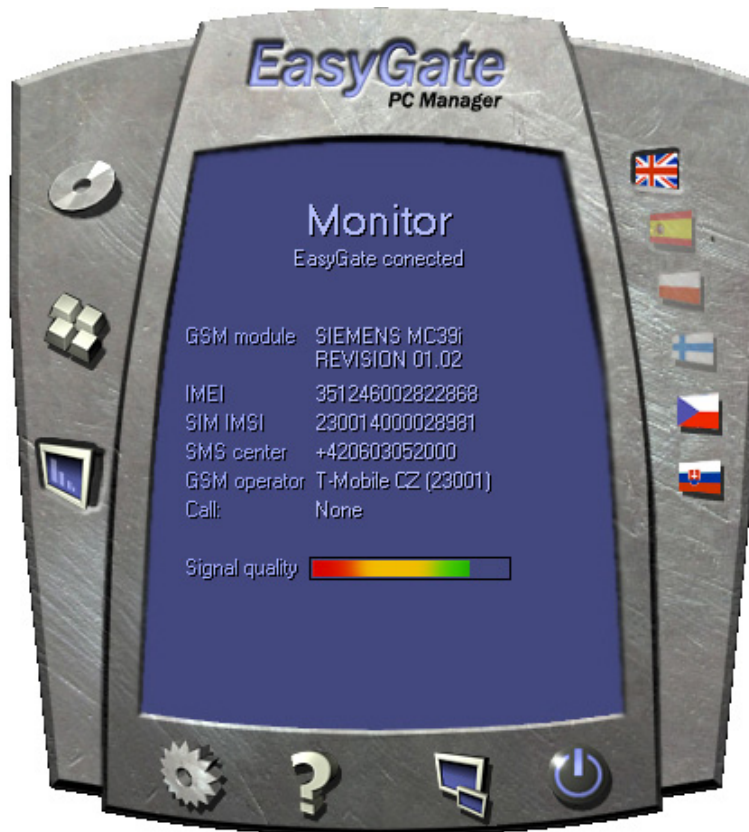 EasyGate
PC Manager
Monitor
EasyGate conected
GSM module SIEMENS MC39i
REVISION 01.02
IMEI 351246002822868
SIM IMSI 230014000028981
SMS center +420603052000
GSM operator T-Mobile CZ (23001)
Call: None
Signal quality